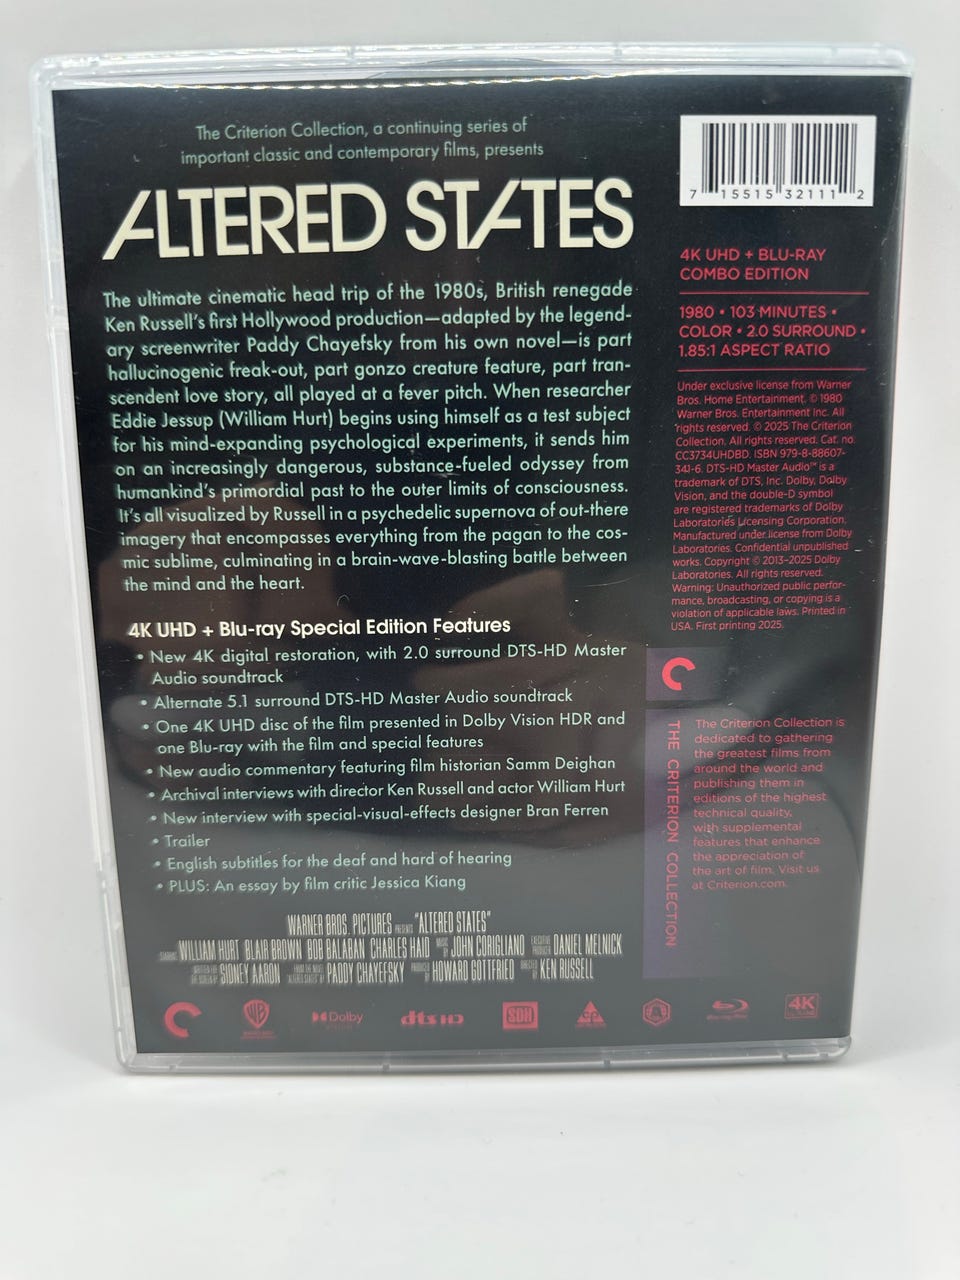 The Criterion Collection, a continuing series of
important classic and contemporary films, presents
ALTERED STATES
The ultimate cinematic head trip of the 1980s, British renegade
Ken Russell's first Hollywood production—adapted by the legend-
ary screenwriter Paddy Chayefsky from his own novel—is part
hallucinogenic freak-out, part gonzo creature feature, part tran-
scendent love story, all played at a fever pitch. When researcher
Eddie Jessup (William Hurt) begins using himself as a test subject
for his mind-expanding psychological experiments, it sends him
on an increasingly dangerous, substance-fueled odyssey from
humankind's primordial past to the outer limits of consciousness.
It's all visualized by Russell in a psychedelic supernova of out-there
imagery that encompasses everything from the pagan to the cos-
mic sublime, culminating in a brain-wave-blasting battle between
the mind and the heart.
4K UHD + Blu-ray Special Edition Features
• New 4K digital restoration, with 2.0 surround DTS-HD Master
Audio soundtrack
• Alternate 5.1 surround DTS-HD Master Audio soundtrack
• One 4K UHD disc of the film presented in Dolby Vision HDR and
one Blu-ray with the film and special features
• New audio commentary featuring film historian Samm Deighan
• Archival interviews with director Ken Russell and actor William Hurt
• New interview with special-visual-effects designer Bran Ferren
• Trailer
• English subtitles for the deaf and hard of hearing
• PLUS: An essay by film critic Jessica Kiang
WARNER BROS. PICTURES PRESENTS "ALTERED STATES"
STARRING WILLIAM HURT BLAIR BROWN BOB BALABAN CHARLES HAID MUSIC BY JOHN CORIGLIANO EXECUTIVE PRODUCER DANIEL MELNICK
SIDNEY AARON FROM THE NOVEL "ALTERED STATES" BY PADDY CHAYEFSKY PRODUCED BY HOWARD GOTTFRIED DIRECTED BY KEN RUSSELL
7 15515 32111 2
4K UHD + BLU-RAY
COMBO EDITION
1980 • 103 MINUTES •
COLOR • 2.0 SURROUND •
1.85:1 ASPECT RATIO
Under exclusive license from Warner
Bros. Home Entertainment. © 1980
Warner Bros. Entertainment Inc. All
rights reserved. © 2025 The Criterion
Collection. All rights reserved. Cat. no.
CC3734UHDBD. ISBN 979-8-88607-
341-6. DTS-HD Master Audio™ is a
trademark of DTS, Inc. Dolby, Dolby
Vision, and the double-D symbol
are registered trademarks of Dolby
Laboratories Licensing Corporation.
Manufactured under license from Dolby
Laboratories. Confidential unpublished
works. Copyright © 2013–2025 Dolby
Laboratories. All rights reserved.
Warning: Unauthorized public perfor-
mance, broadcasting, or copying is a
violation of applicable laws. Printed in
USA. First printing 2025.
THE CRITERION COLLECTION
The Criterion Collection is
dedicated to gathering
the greatest films from
around the world and
publishing them in
editions of the highest
technical quality,
with supplemental
features that enhance
the appreciation of
the art of film. Visit us
at Criterion.com.
Dolby
dts HD
SDH
Blu-ray Disc
4K